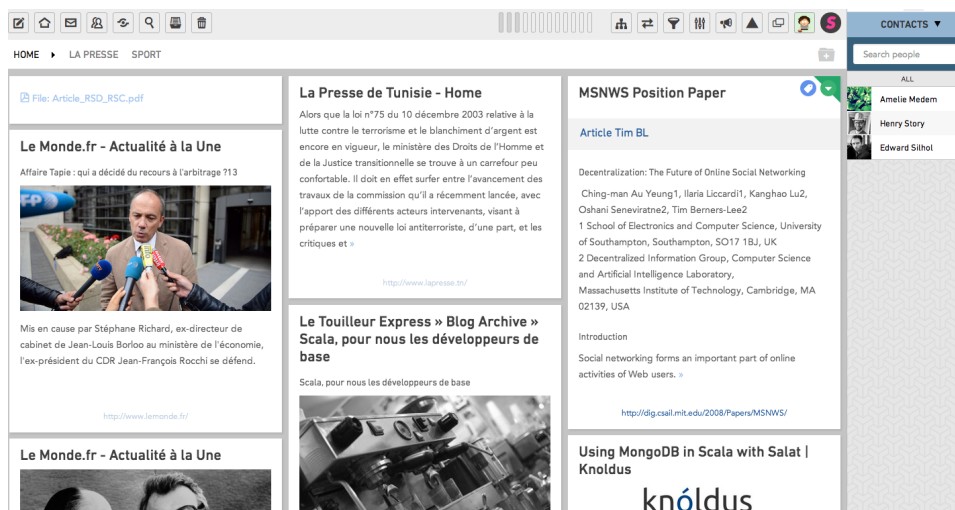 HOME ▸ LA PRESSE SPORT
File: Article_RSD_RSC.pdf
Le Monde.fr - Actualité à la Une
Affaire Tapie : qui a décidé du recours à l'arbitrage ?13
Mis en cause par Stéphane Richard, ex-directeur de
cabinet de Jean-Louis Borloo au ministère de l'économie,
l'ex-président du CDR Jean-François Rocchi se défend.
http://www.lemonde.fr/
Le Monde.fr - Actualité à la Une
La Presse de Tunisie - Home
Alors que la loi n°75 du 10 décembre 2003 relative à la
lutte contre le terrorisme et le blanchiment d'argent est
encore en vigueur, le ministère des Droits de l'Homme et
de la Justice transitionnelle se trouve à un carrefour peu
confortable. Il doit en effet surfer entre l'avancement des
travaux de la commission qu'il a récemment lancée, avec
l'apport des différents acteurs intervenants, visant à
préparer une nouvelle loi antiterroriste, d'une part, et les
critiques et »
http://www.lapresse.tn/
Le Touilleur Express » Blog Archive »
Scala, pour nous les développeurs de
base
Scala, pour nous les développeurs de base
MSNWS Position Paper
Article Tim BL
Decentralization: The Future of Online Social Networking
Ching-man Au Yeung1, Ilaria Liccardi1, Kanghao Lu2,
Oshani Seneviratne2, Tim Berners-Lee2
1 School of Electronics and Computer Science, University
of Southampton, Southampton, SO17 1BJ, UK
2 Decentralized Information Group, Computer Science
and Artificial Intelligence Laboratory,
Massachusetts Institute of Technology, Cambridge, MA
02139, USA
Introduction
Social networking forms an important part of online
activities of Web users. »
http://dig.csail.mit.edu/2008/Papers/MSNWS/
Using MongoDB in Scala with Salat |
Knoldus
knóldus
CONTACTS ▼
Search people
ALL
Amelie Medem
Henry Story
Edward Silhol